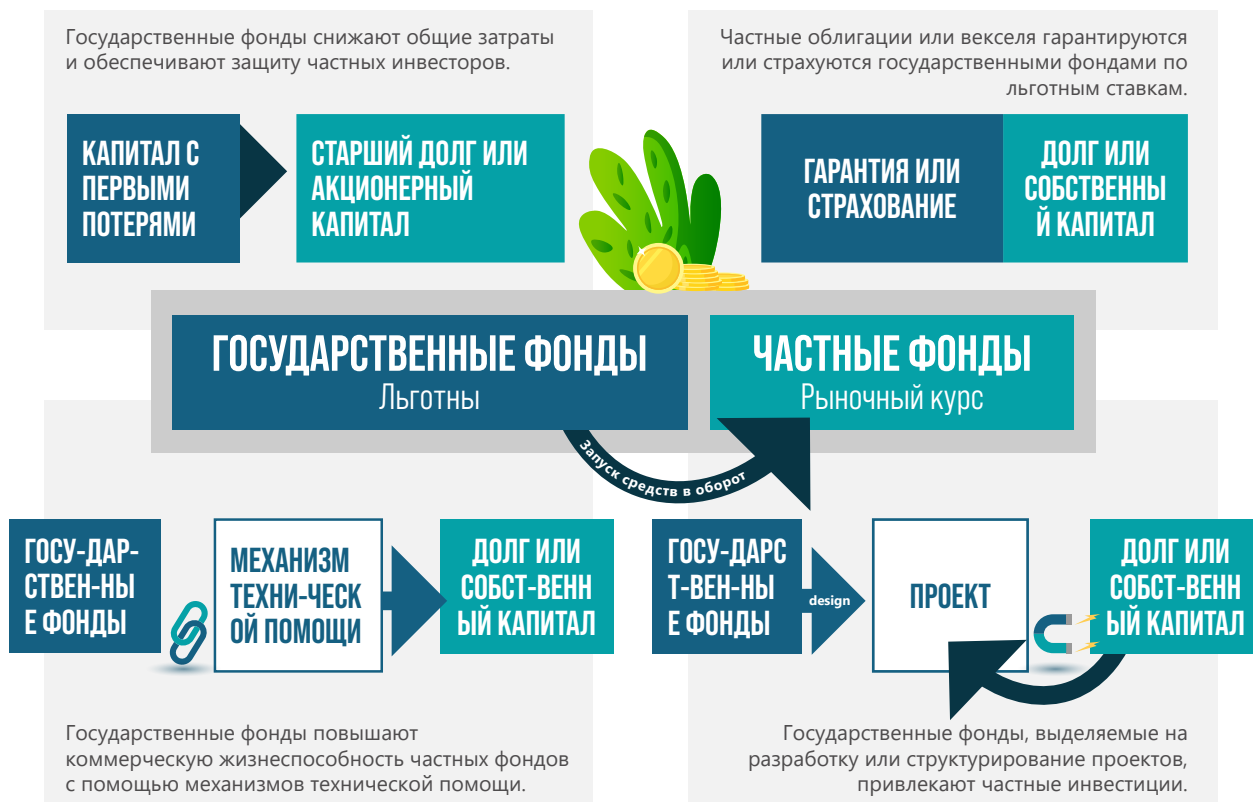 Государственные фонды снижают общие затраты
и обеспечивают защиту частных инвесторов.
КАПИТАЛ С
ПЕРВЫМИ
ПОТЕРЯМИ
СТАРШИЙ ДОЛГ ИЛИ
АКЦИОНЕРНЫЙ
КАПИТАЛ
Частные облигации или векселя гарантируются
или страхуются государственными фондами по
льготным ставкам.
ГАРАНТИЯ ИЛИ
СТРАХОВАНИЕ
ДОЛГ ИЛИ
СОБСТВЕННЫ
Й КАПИТАЛ
ГОСУДАРСТВЕННЫЕ ФОНДЫ
Льготны
ЧАСТНЫЕ ФОНДЫ
Рыночный курс
Запуск средств в оборот
ГОСУ-ДАР-
СТВЕН-НЫ
Е ФОНДЫ
МЕХАНИЗМ
ТЕХНИ-ЧЕСК
ОЙ ПОМОЩИ
ДОЛГ ИЛИ
СОБСТ-ВЕНН
ЫЙ КАПИТАЛ
Государственные фонды повышают
коммерческую жизнеспособность частных фондов
с помощью механизмов технической помощи.
ГОСУ-ДАРС
Т-ВЕН-НЫ
Е ФОНДЫ
design
ПРОЕКТ
ДОЛГ ИЛИ
СОБСТ-ВЕНН
ЫЙ КАПИТАЛ
Государственные фонды, выделяемые на
разработку или структурирование проектов,
привлекают частные инвестиции.